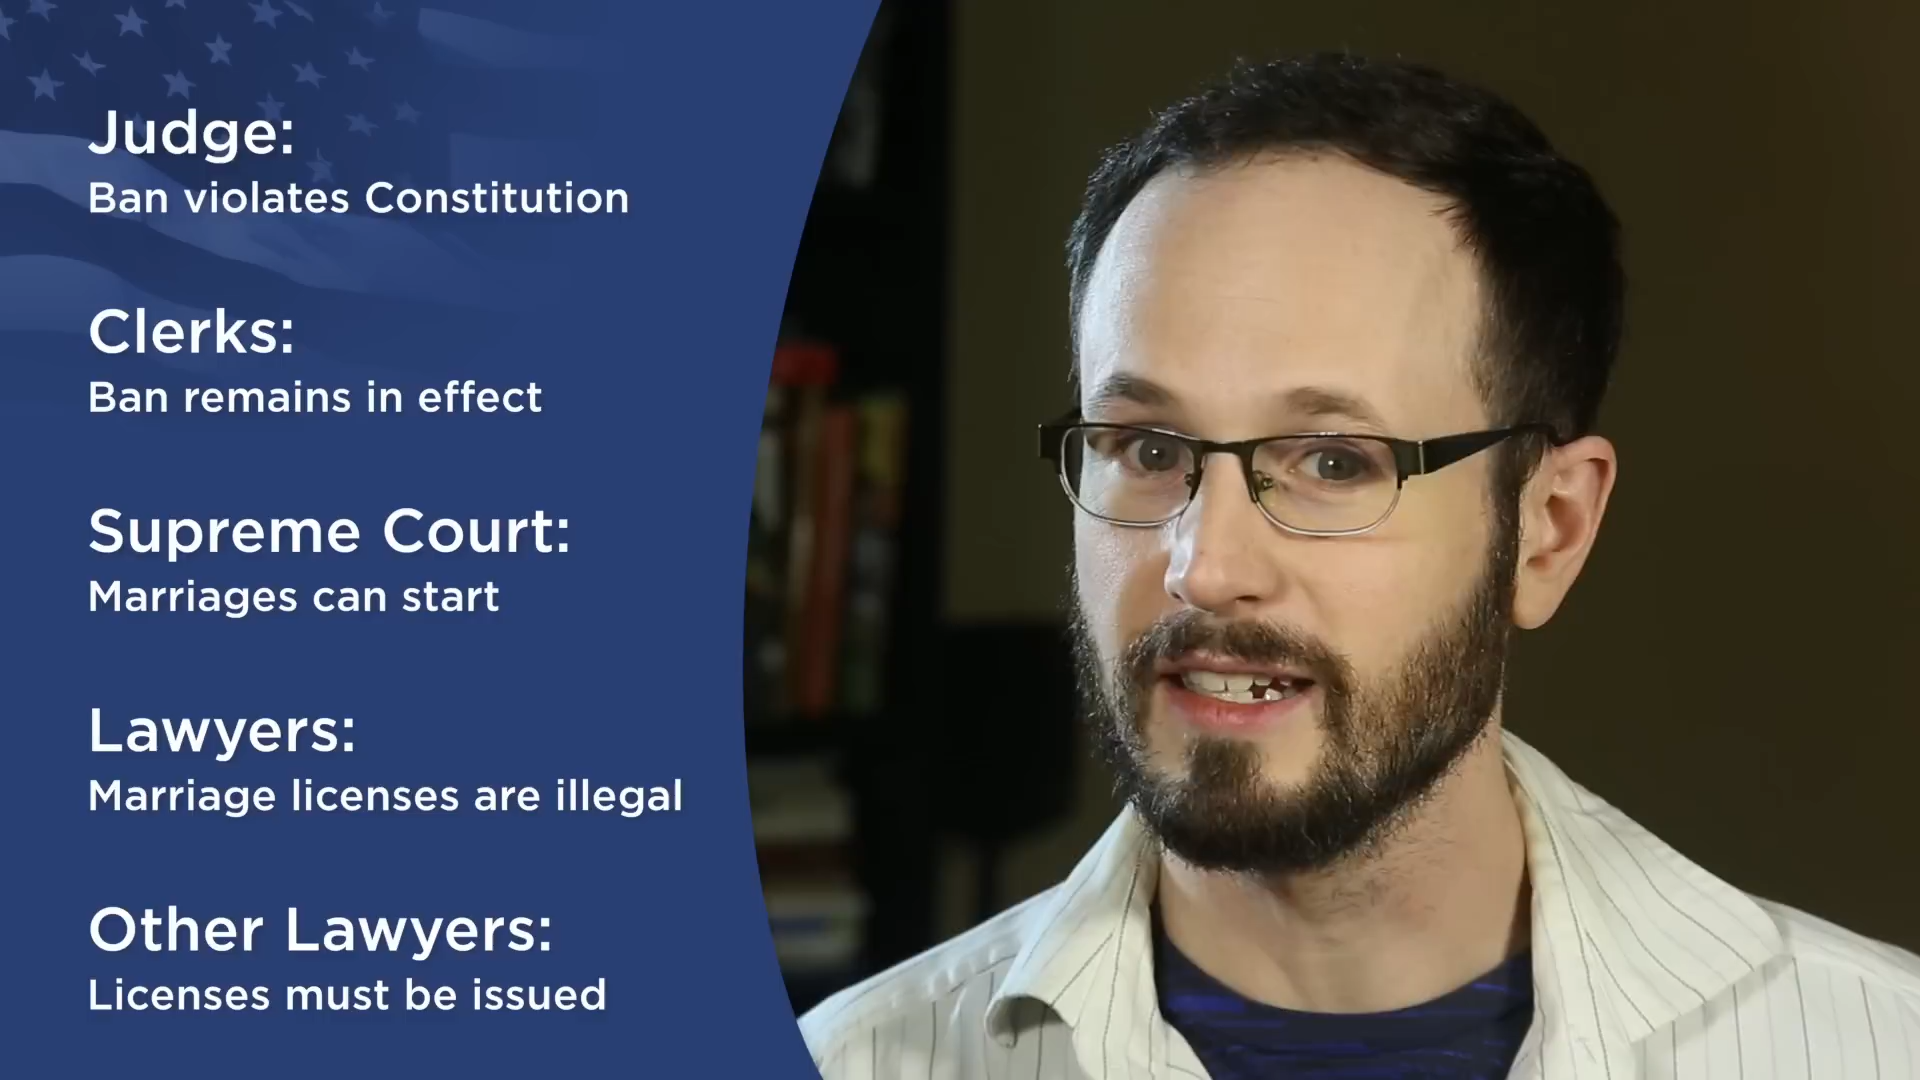 Judge:
Ban violates Constitution
Clerks:
Ban remains in effect
Supreme Court:
Marriages can start
Lawyers:
Marriage licenses are illegal
Other Lawyers:
Licenses must be issued